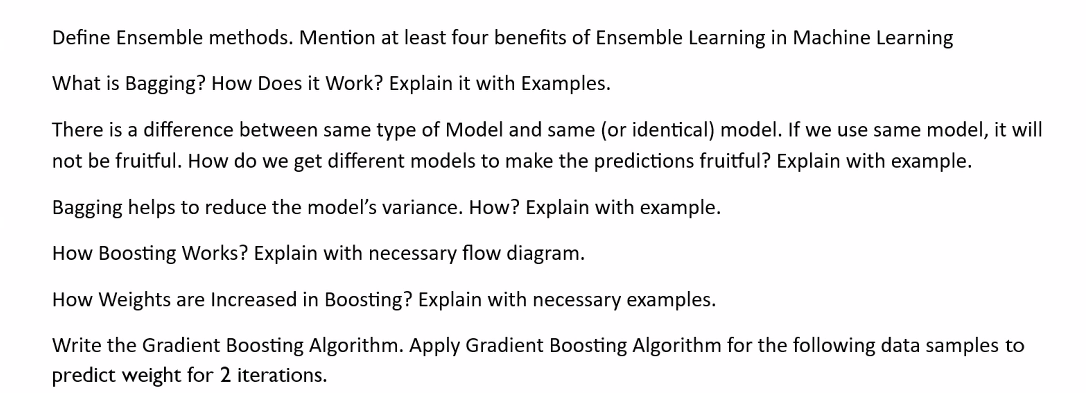 Define Ensemble methods. Mention at least four benefits of Ensemble Learning in Machine Learning
What is Bagging? How Does it Work? Explain it with Examples.
There is a difference between same type of Model and same (or identical) model. If we use same model, it will
not be fruitful. How do we get different models to make the predictions fruitful? Explain with example.
Bagging helps to reduce the model’s variance. How? Explain with example.
How Boosting Works? Explain with necessary flow diagram.
How Weights are Increased in Boosting? Explain with necessary examples.
Write the Gradient Boosting Algorithm. Apply Gradient Boosting Algorithm for the following data samples to
predict weight for 2 iterations.